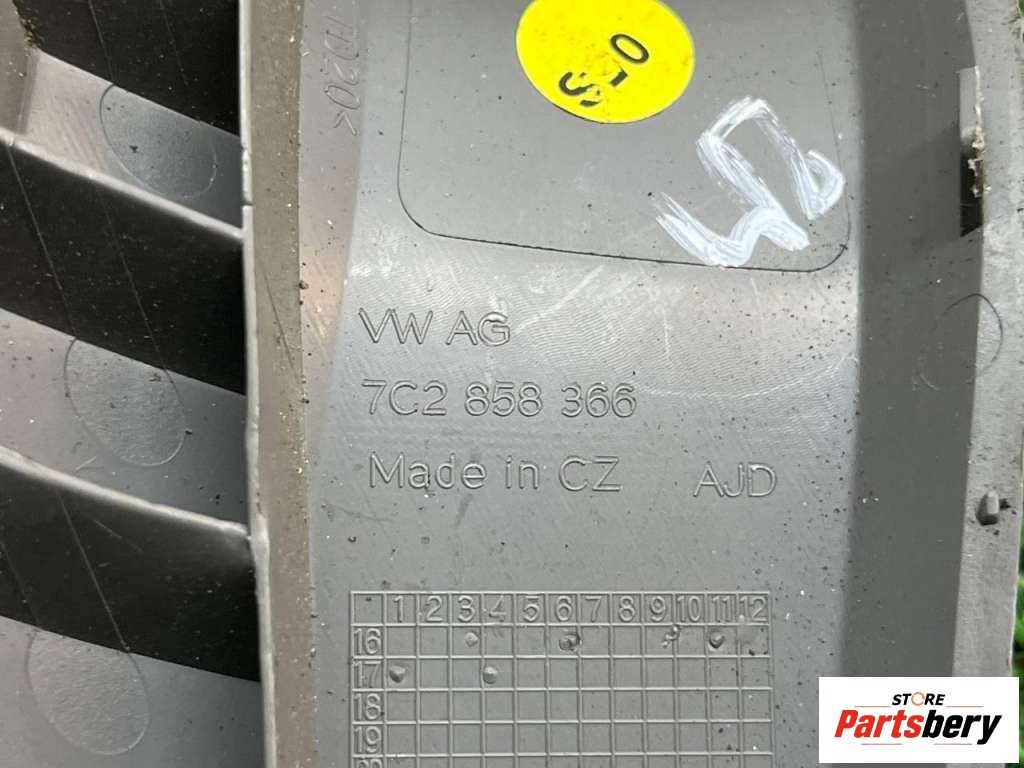 TD20<
VW AG
7C2 858 366
Made in CZ AJD
1 2 3 4 5 6 7 8 9 10 11 12
16
17
18
19
STORE
Partsbery